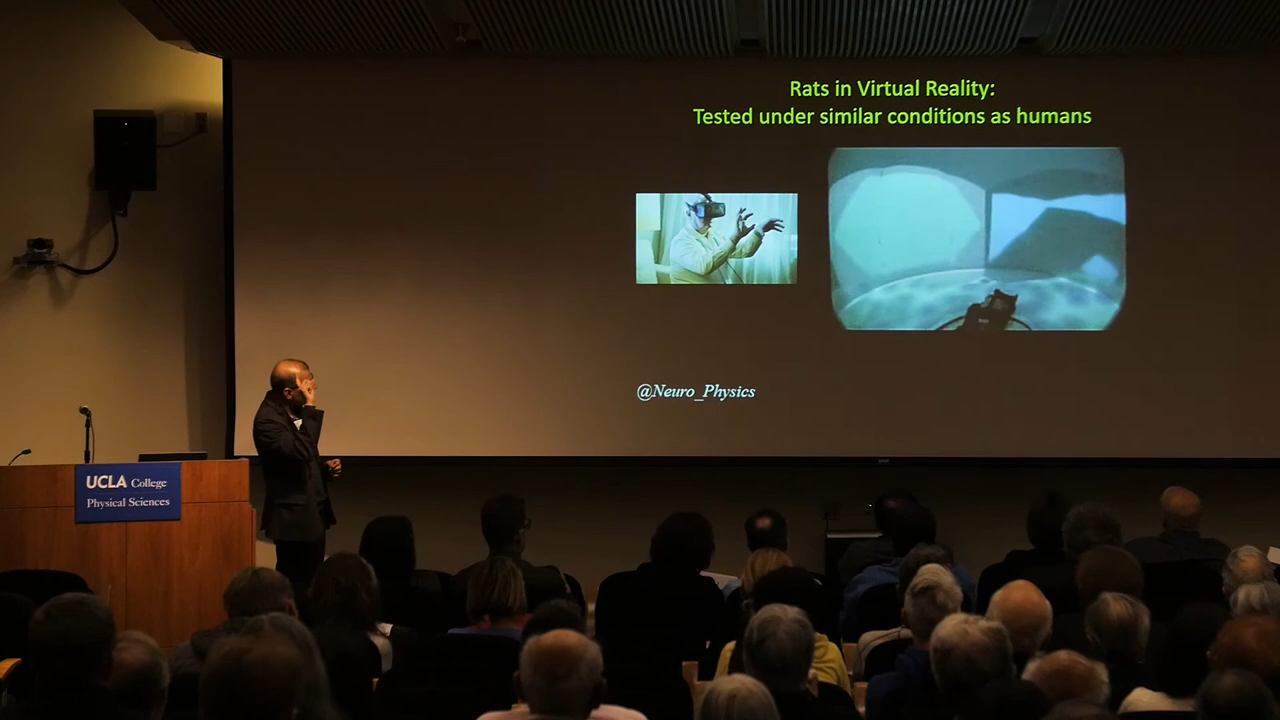 Rats in Virtual Reality:
Tested under similar conditions as humans
@Neuro_Physics
UCLA College
Physical Sciences